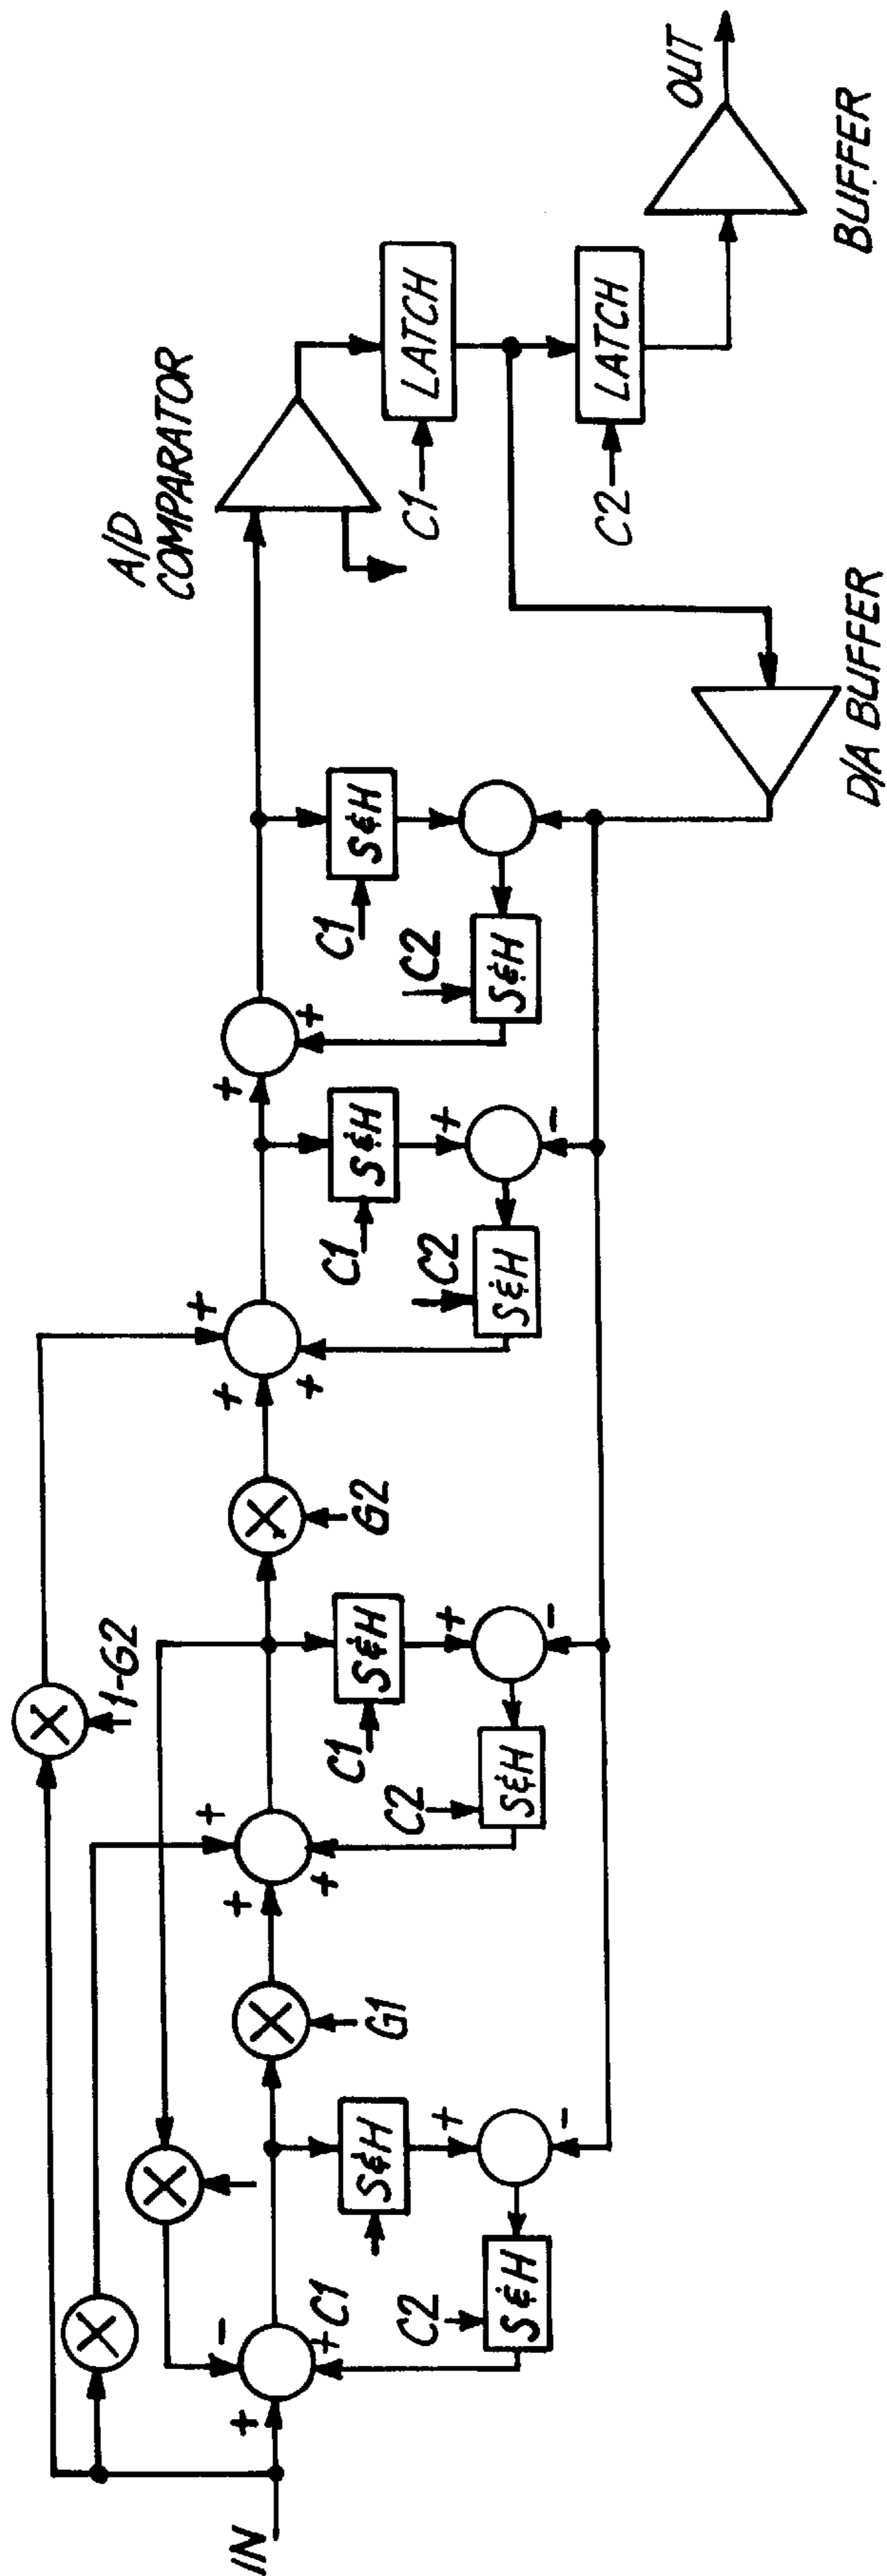 IN
+
-
+
C1
C2
S&H
S&H
+
-
G1
+
+
+
C2
S&H
C1
S&H
+
-
1-G2
G2
+
+
+
C2
S&H
C1
S&H
+
-
+
+
C2
S&H
C1
S&H
A/D
COMPARATOR
C1
LATCH
C2
LATCH
D/A BUFFER
OUT
BUFFER